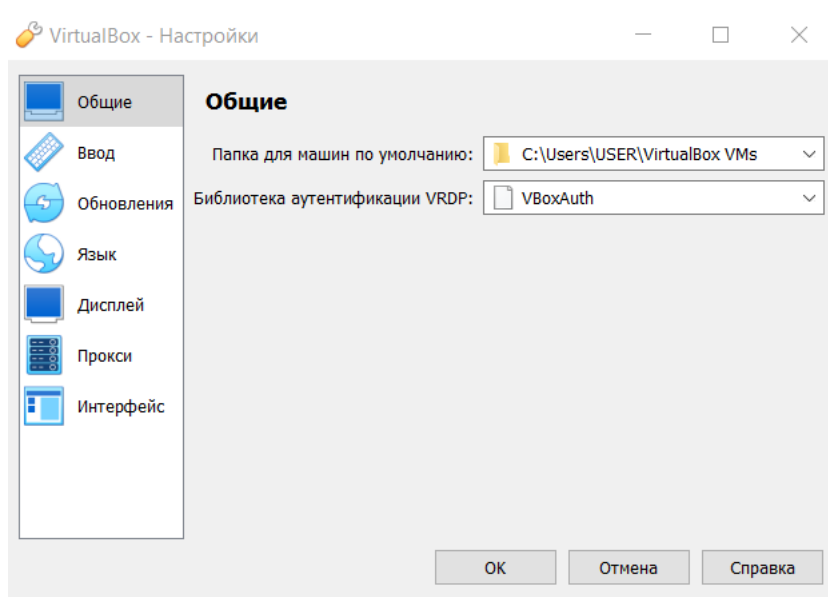 VirtualBox - Настройки
Общие
Ввод
Обновления
Язык
Дисплей
Прокси
Интерфейс
Общие
Папка для машин по умолчанию: C:\Users\USER\VirtualBox VMs
Библиотека аутентификации VRDP: VBoxAuth
OK Отмена Справка